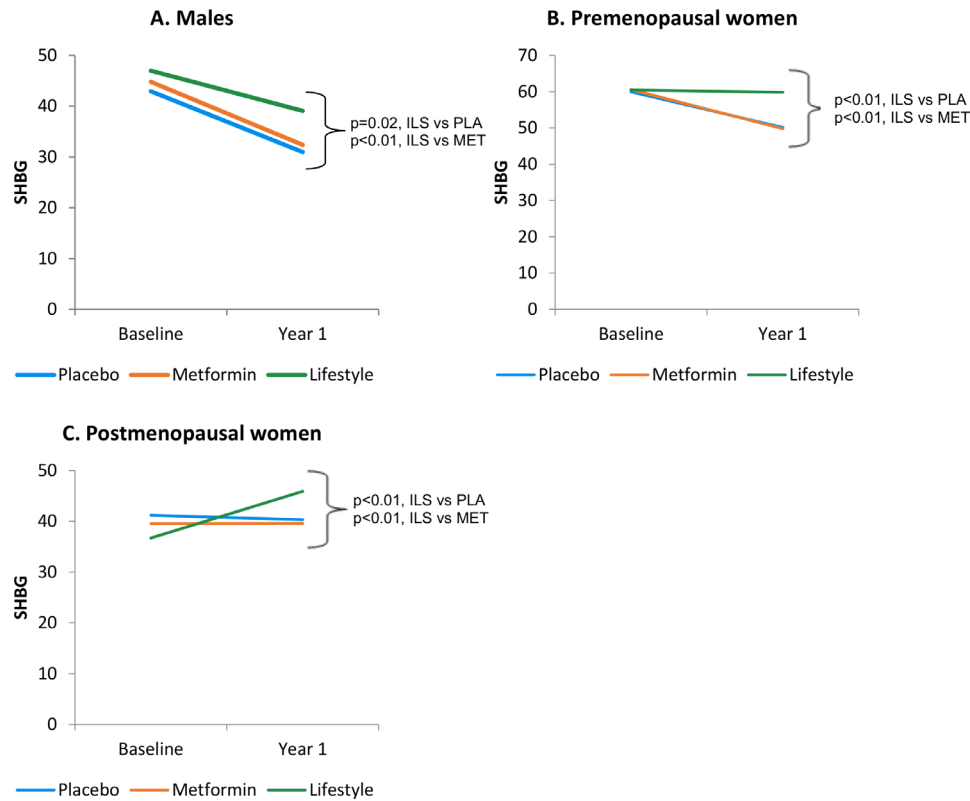 A. Males
50
40
30
20
10
0
SHBG
Baseline Year 1
p=0.02, ILS vs PLA
p<0.01, ILS vs MET
Placebo Metformin Lifestyle
B. Premenopausal women
70
60
50
40
30
20
10
0
SHBG
Baseline Year 1
p<0.01, ILS vs PLA
p<0.01, ILS vs MET
Placebo Metformin Lifestyle
C. Postmenopausal women
50
40
30
20
10
0
SHBG
Baseline Year 1
p<0.01, ILS vs PLA
p<0.01, ILS vs MET
Placebo Metformin Lifestyle